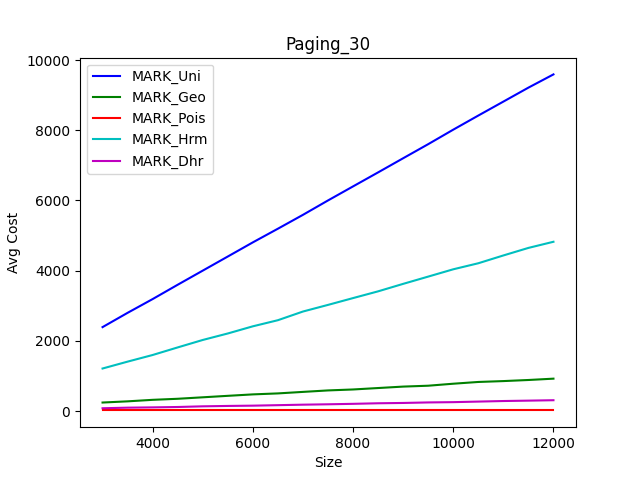 Paging_30
10000
8000
6000
4000
2000
0
Avg Cost
MARK_Uni
MARK_Geo
MARK_Pois
MARK_Hrm
MARK_Dhr
4000 6000 8000 10000 12000
Size